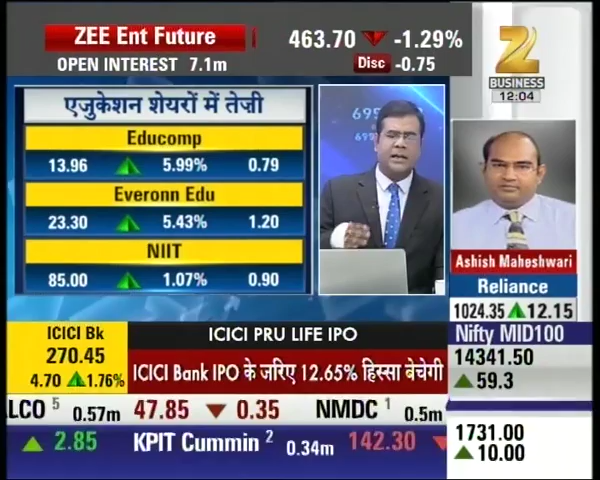 ZEE Ent Future
463.70 -1.29%
OPEN INTEREST 7.1m
Disc -0.75
Z
BUSINESS
12:04
एजुकेशन शेयरों में तेज़ी
Educomp
13.96 5.99% 0.79
Everonn Edu
23.30 5.43% 1.20
NIIT
85.00 1.07% 0.90
Ashish Maheshwari
Reliance
1024.35 12.15
ICICI Bk
270.45
4.70 1.76%
ICICI PRU LIFE IPO
ICICI Bank IPO के जरिए 12.65% हिस्सा बेचेगी
Nifty MID100
14341.50
59.3
LCO 5 0.57m 47.85 0.35 NMDC 1 0.5m
2.85 KPIT Cummin 2 0.34m 142.30
1731.00
10.00